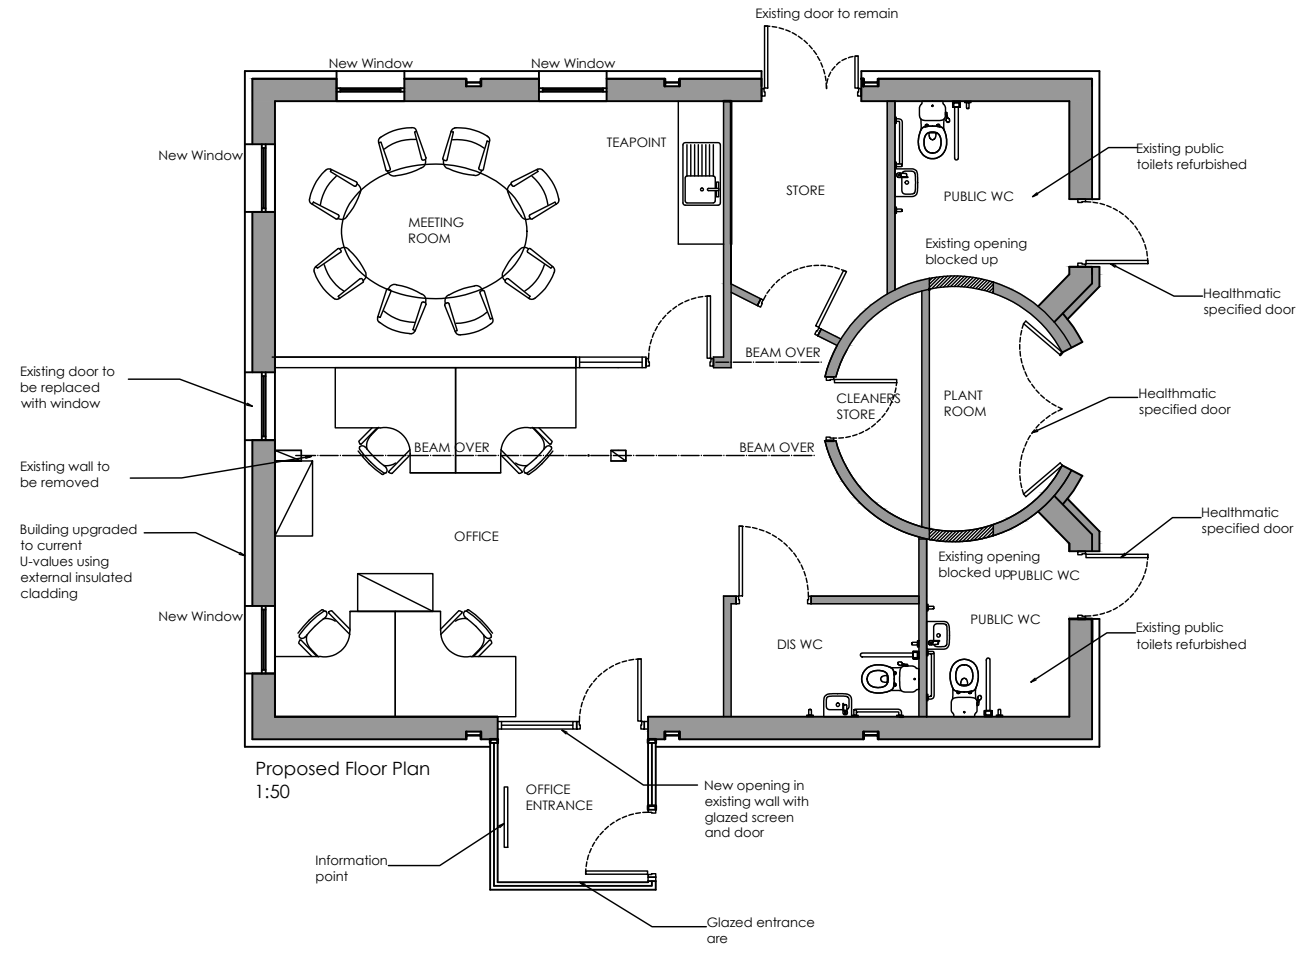 Existing door to remain
New Window
New Window
New Window
TEAPOINT
MEETING
ROOM
STORE
PUBLIC WC
Existing public
toilets refurbished
Existing opening
blocked up
Healthmatic
specified door
BEAM OVER
Existing door to
be replaced
with window
CLEANERS
STORE
PLANT
ROOM
Healthmatic
specified door
BEAM OVER
BEAM OVER
Existing wall to
be removed
Building upgraded
to current
U-values using
external insulated
cladding
OFFICE
Healthmatic
specified door
Existing opening
blocked up
PUBLIC WC
New Window
PUBLIC WC
DIS WC
Existing public
toilets refurbished
Proposed Floor Plan
1:50
OFFICE
ENTRANCE
New opening in
existing wall with
glazed screen
and door
Information
point
Glazed entrance
are